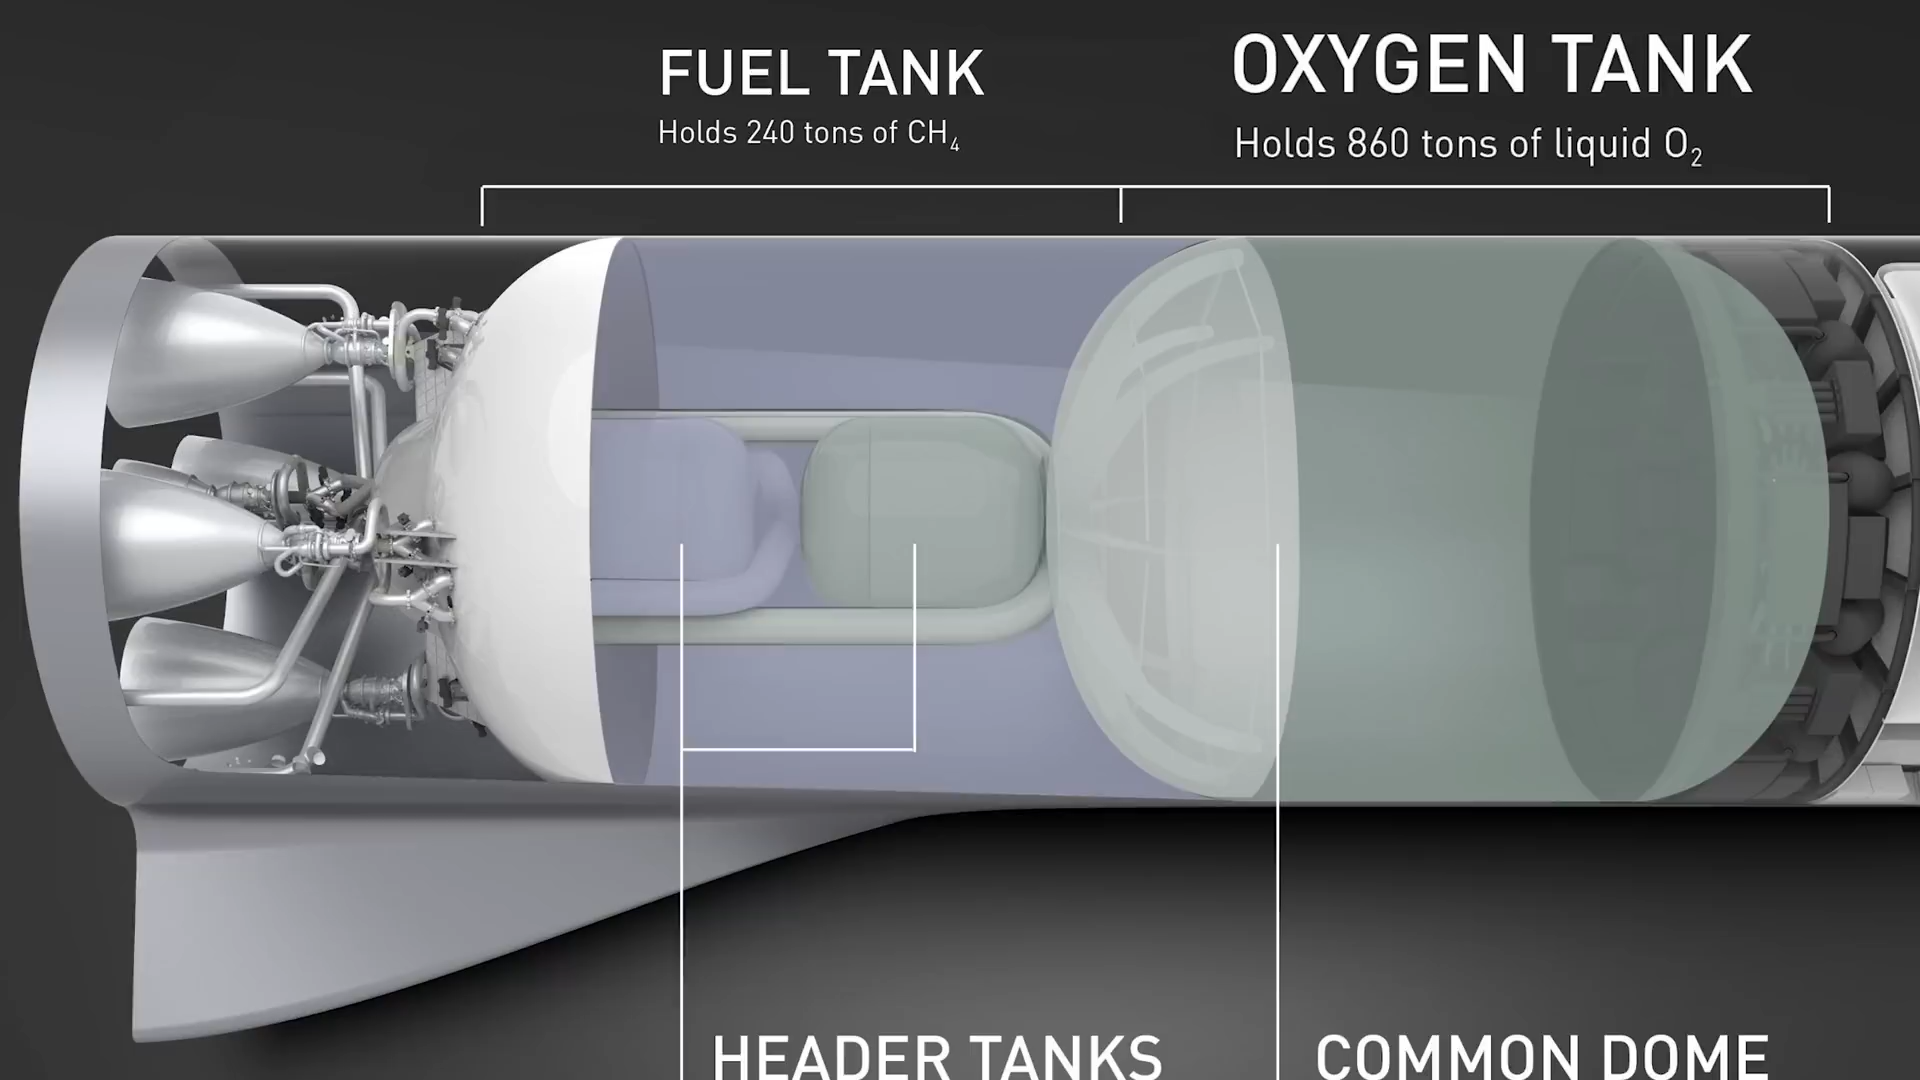 FUEL TANK
Holds 240 tons of CH₄
OXYGEN TANK
Holds 860 tons of liquid O₂
HEADER TANKS
COMMON DOME